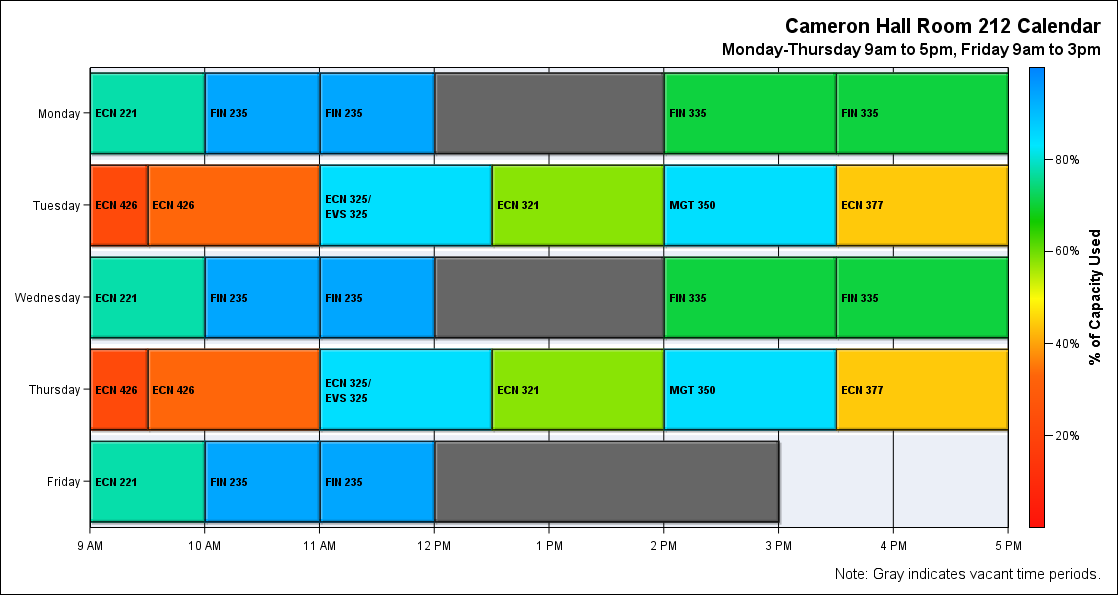 Cameron Hall Room 212 Calendar
Monday-Thursday 9am to 5pm, Friday 9am to 3pm
Monday
ECN 221
FIN 235
FIN 235
FIN 335
FIN 335
Tuesday
ECN 426
ECN 426
ECN 325/
EVS 325
ECN 321
MGT 350
ECN 377
Wednesday
ECN 221
FIN 235
FIN 235
FIN 335
FIN 335
Thursday
ECN 426
ECN 426
ECN 325/
EVS 325
ECN 321
MGT 350
ECN 377
Friday
ECN 221
FIN 235
FIN 235
9 AM
10 AM
11 AM
12 PM
1 PM
2 PM
3 PM
4 PM
5 PM
80%
60%
40%
20%
% of Capacity Used
Note: Gray indicates vacant time periods.